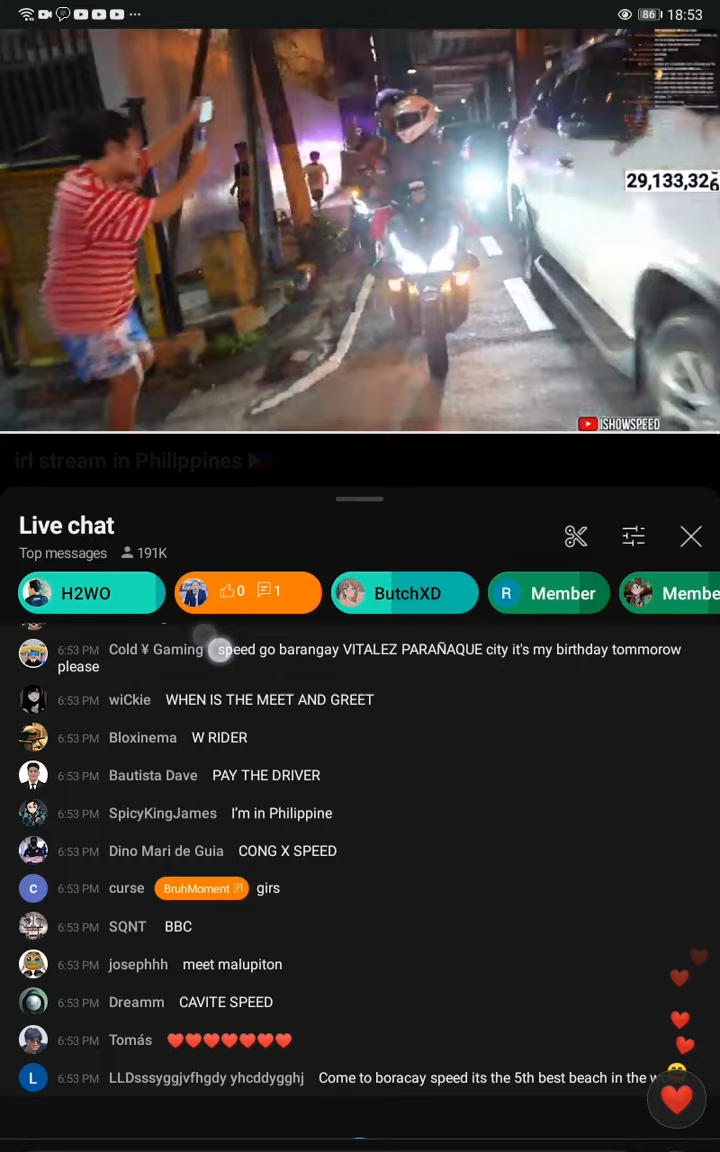 86 18:53
29,133,326
ISHOWSPEED
irl stream in Philippines
Live chat
Top messages 191K
H2WO
0 1
ButchXD
R Member
Membe
6:53 PM Cold ¥ Gaming speed go barangay VITALEZ PARAÑAQUE city it's my birthday tommorow
please
6:53 PM wiCkie WHEN IS THE MEET AND GREET
6:53 PM Bloxinema W RIDER
6:53 PM Bautista Dave PAY THE DRIVER
6:53 PM SpicyKingJames I'm in Philippine
6:53 PM Dino Mari de Guia CONG X SPEED
c 6:53 PM curse BruhMoment girs
6:53 PM SQNT BBC
6:53 PM josephhh meet malupiton
6:53 PM Dreamm CAVITE SPEED
6:53 PM Tomás ❤️❤️❤️❤️❤️❤️❤️
L 6:53 PM LLDsssyggjvfhgdy yhcddygghj Come to boracay speed its the 5th best beach in the